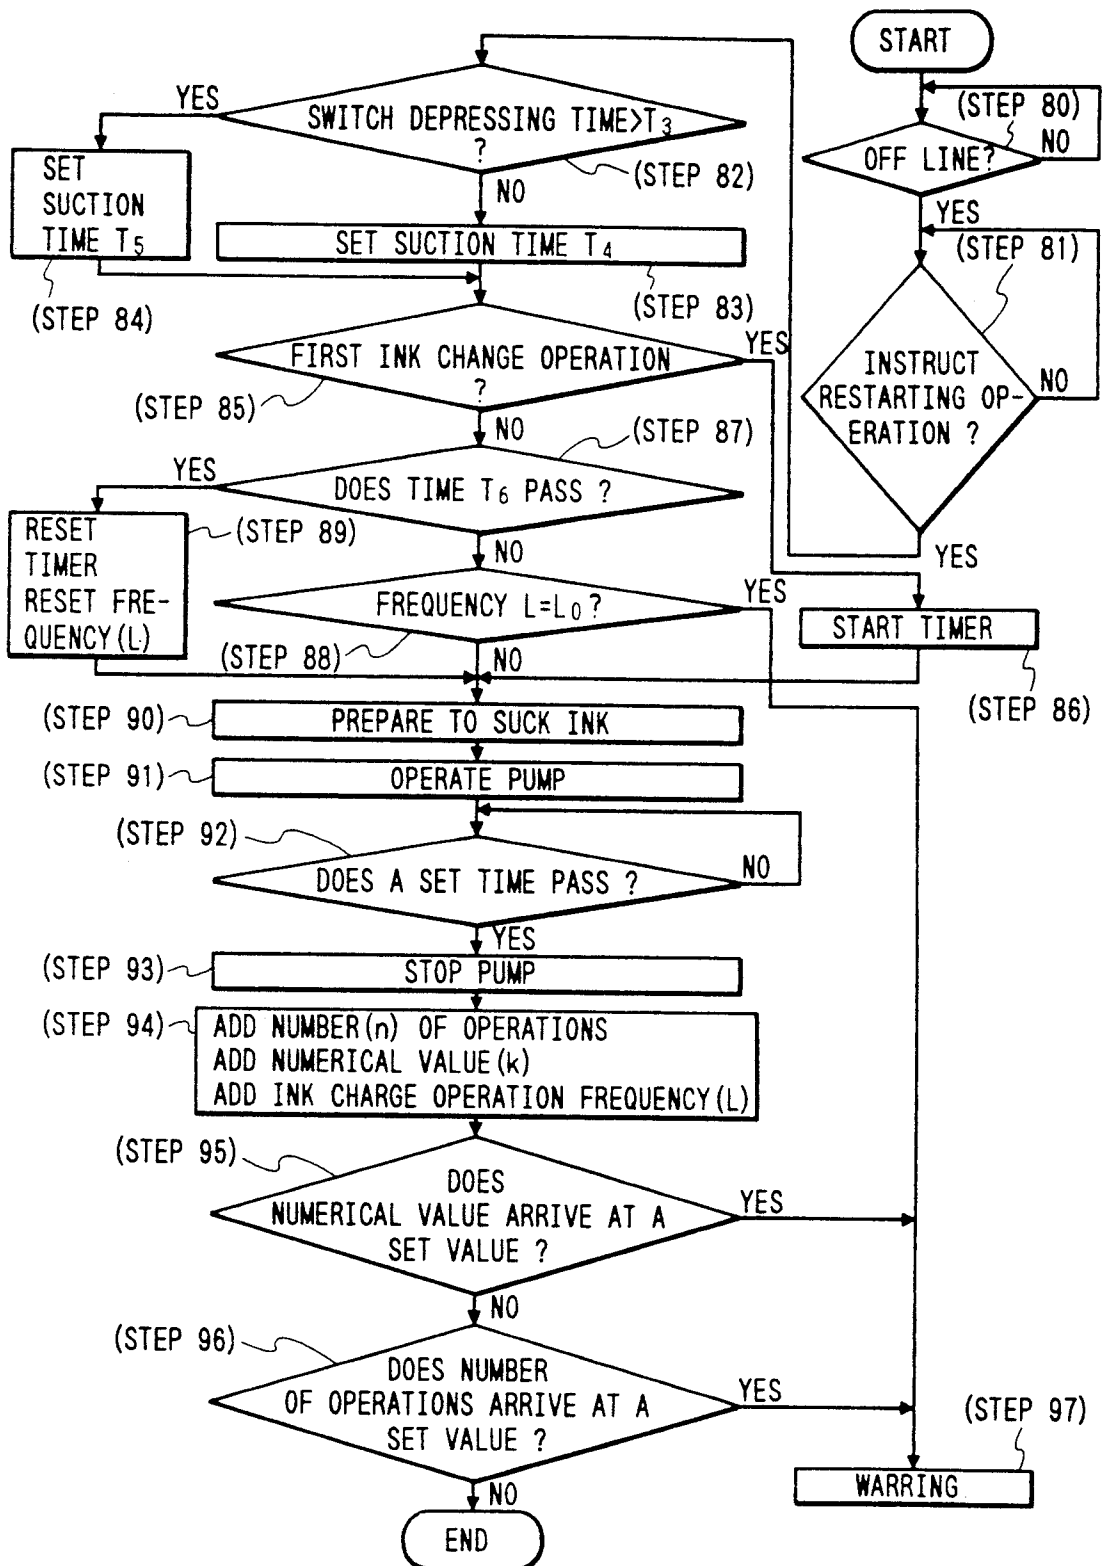 START
(STEP 80)
OFF LINE?
NO
YES
(STEP 81)
INSTRUCT
RESTARTING OP-
ERATION ?
NO
YES
SWITCH DEPRESSING TIME>T3
?
YES
(STEP 82)
NO
SET
SUCTION
TIME T5
(STEP 84)
SET SUCTION TIME T4
(STEP 83)
FIRST INK CHANGE OPERATION
?
YES
(STEP 85)
NO
(STEP 87)
DOES TIME T6 PASS ?
YES
NO
RESET
TIMER
RESET FRE-
QUENCY(L)
(STEP 89)
FREQUENCY L=L0?
YES
(STEP 88)
NO
START TIMER
(STEP 86)
(STEP 90)
PREPARE TO SUCK INK
(STEP 91)
OPERATE PUMP
(STEP 92)
DOES A SET TIME PASS ?
NO
YES
(STEP 93)
STOP PUMP
(STEP 94)
ADD NUMBER(n) OF OPERATIONS
ADD NUMERICAL VALUE(k)
ADD INK CHARGE OPERATION FREQUENCY(L)
(STEP 95)
DOES
NUMERICAL VALUE ARRIVE AT A
SET VALUE ?
YES
NO
(STEP 96)
DOES NUMBER
OF OPERATIONS ARRIVE AT A
SET VALUE ?
YES
NO
(STEP 97)
WARRING
END